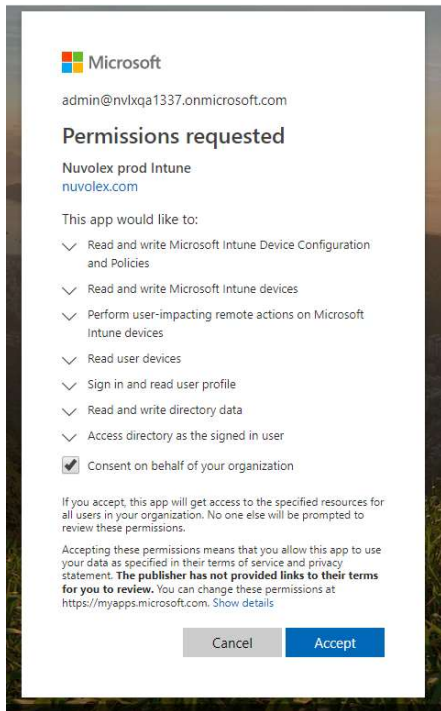 Microsoft
admin@nvlxqa1337.onmicrosoft.com
Permissions requested
Nuvolex prod Intune
nuvolex.com
This app would like to:
Read and write Microsoft Intune Device Configuration
and Policies
Read and write Microsoft Intune devices
Perform user-impacting remote actions on Microsoft
Intune devices
Read user devices
Sign in and read user profile
Read and write directory data
Access directory as the signed in user
Consent on behalf of your organization
If you accept, this app will get access to the specified resources for
all users in your organization. No one else will be prompted to
review these permissions.
Accepting these permissions means that you allow this app to use
your data as specified in their terms of service and privacy
statement. The publisher has not provided links to their terms
for you to review. You can change these permissions at
https://myapps.microsoft.com. Show details
Cancel Accept